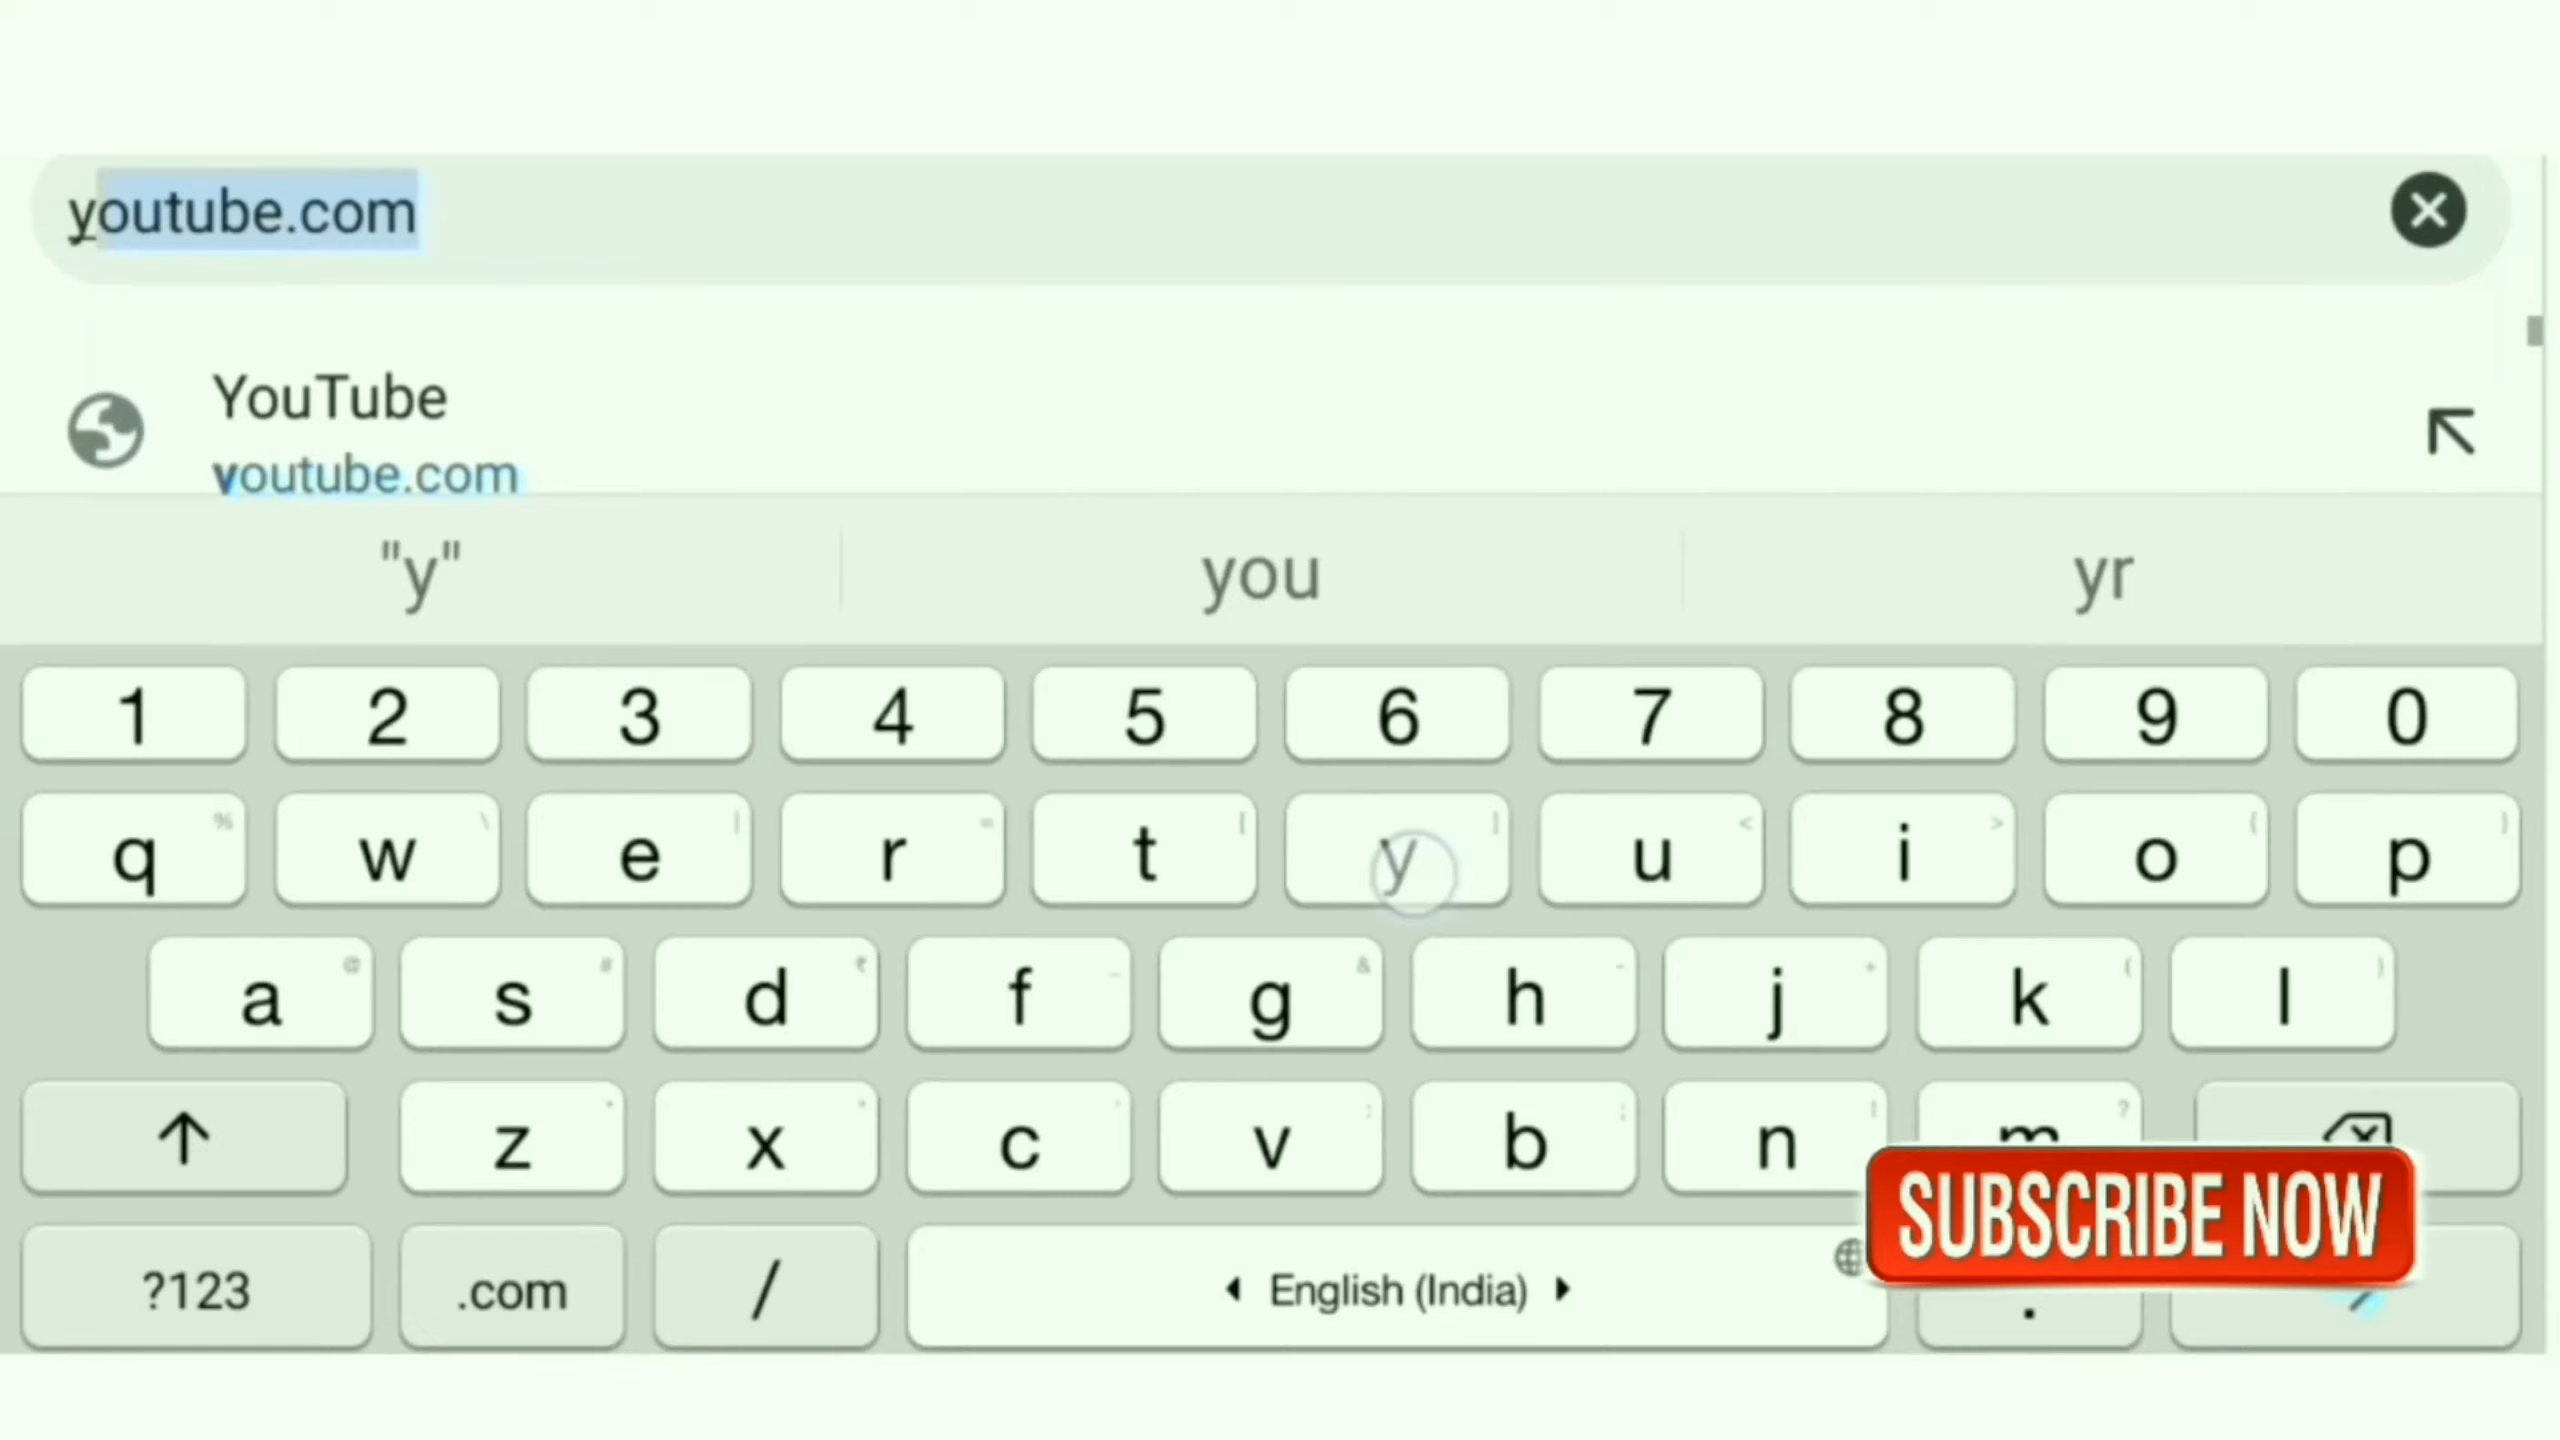 youtube.com
YouTube
youtube.com
"y" you yr
1 2 3 4 5 6 7 8 9 0
q w e r t y u i o p
a s d f g h j k l
z x c v b n m
SUBSCRIBE NOW
?123 .com / English (India) .